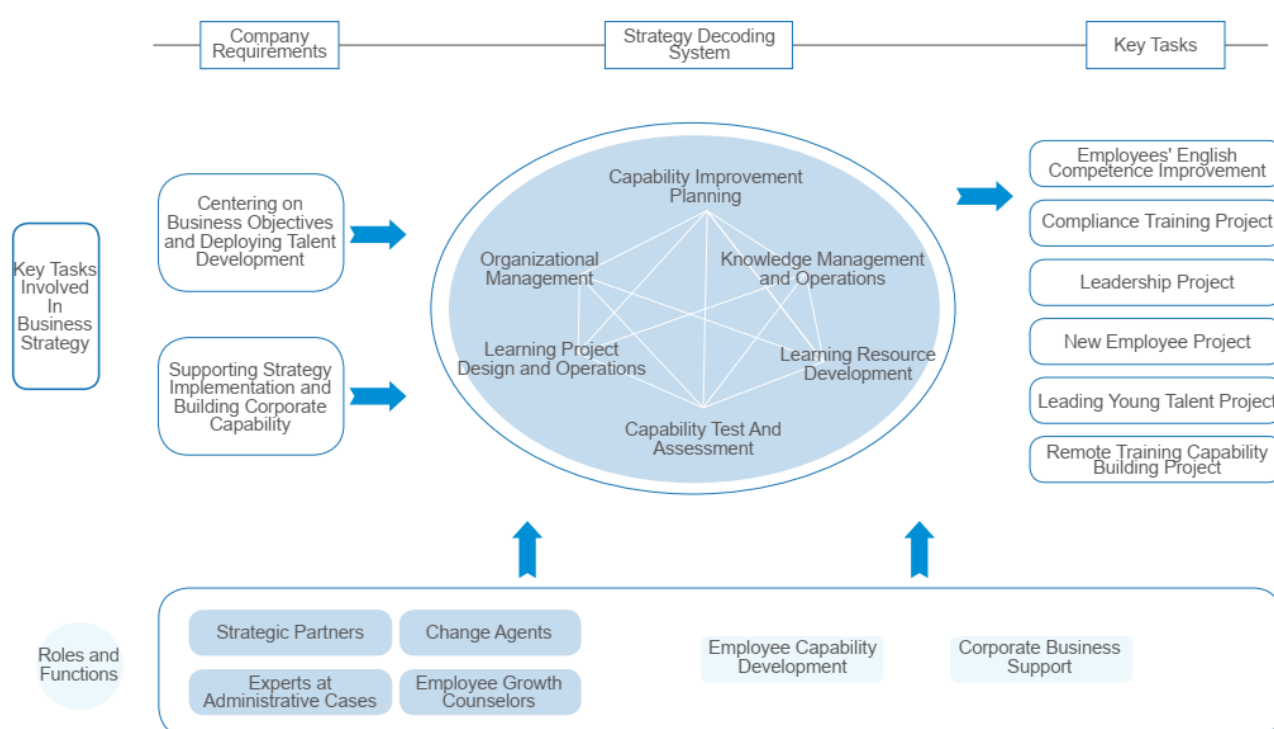 Company
Requirements
Strategy Decoding
System
Key Tasks
Key Tasks
Involved
In
Business
Strategy
Centering on
Business Objectives
and Deploying Talent
Development
Supporting Strategy
Implementation and
Building Corporate
Capability
Capability Improvement
Planning
Organizational
Management
Knowledge Management
and Operations
Learning Project
Design and Operations
Learning Resource
Development
Capability Test And
Assessment
Employees' English
Competence Improvement
Compliance Training Project
Leadership Project
New Employee Project
Leading Young Talent Project
Remote Training Capability
Building Project
Roles and
Functions
Strategic Partners
Change Agents
Experts at
Administrative Cases
Employee Growth
Counselors
Employee Capability
Development
Corporate Business
Support